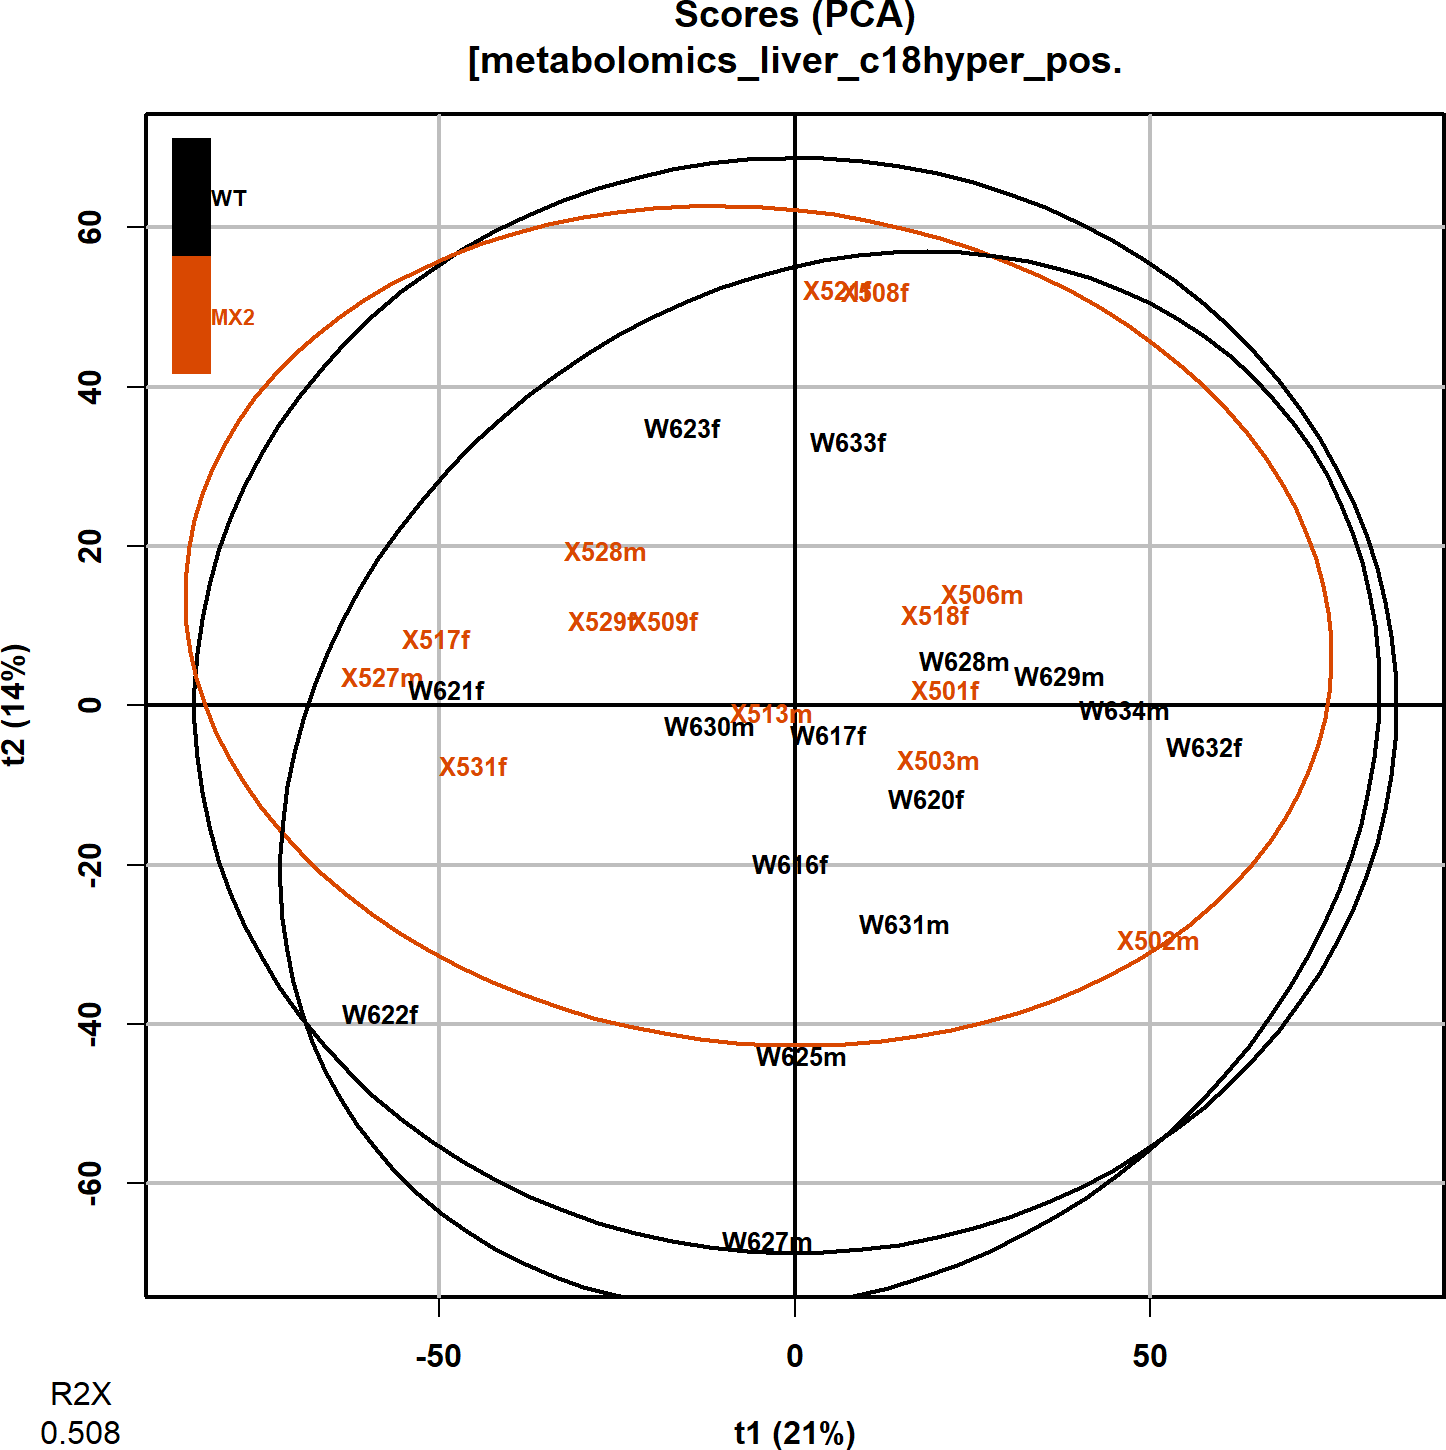 Scores (PCA)
[metabolomics_liver_c18hyper_pos.
WT
MX2
60
40
20
0
-20
-40
-60
t2 (14%)
X521f X508f
W623f W633f
X528m
X506m
X529f X509f X518f
X517f
W628m
X527m W621f X501f W629m
X513m W634m
W630m W617f
W632f
X531f X503m
W620f
W616f
W631m
X502m
W622f
W625m
W627m
-50 0 50
R2X
0.508
t1 (21%)